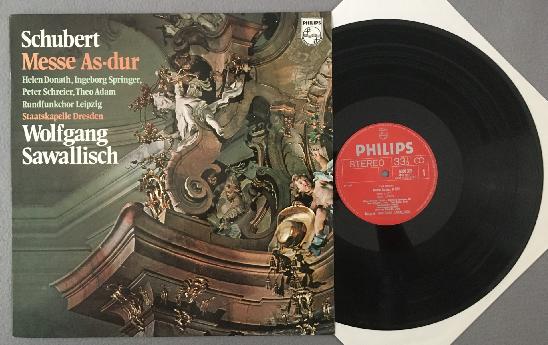 Schubert
Messe As-dur
Helen Donath, Ingeborg Springer,
Peter Schreier, Theo Adam
Rundfunkchor Leipzig
Staatskapelle Dresden
Wolfgang
Sawallisch
PHILIPS
PHILIPS
STEREO 33⅓
1